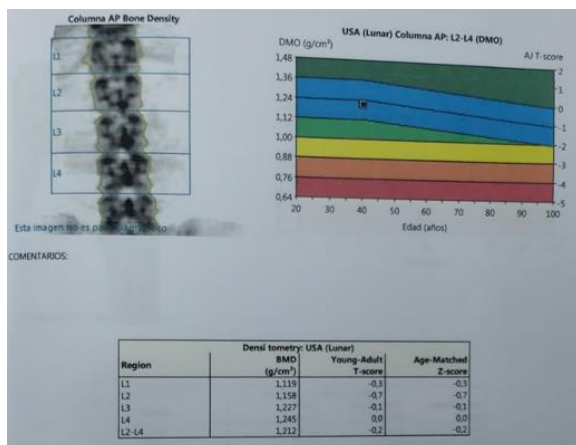 Columna AP Bone Density
L1
L2
L3
L4
Esta imagen no es para diagnóstico
USA (Lunar) Columna AP: L2-L4 (DMO)
DMO (g/cm²)
AJ T-score
1,48
1,36
1,24
1,12
1,00
0,88
0,76
0,64
2
1
0
-1
-2
-3
-4
-5
20 30 40 50 60 70 80 90 100
Edad (años)
COMENTARIOS:
Densitometry: USA (Lunar)
Region BMD (g/cm²) Young-Adult T-score Age-Matched Z-score
L1 1,119 -0,3 -0,3
L2 1,158 -0,7 -0,7
L3 1,227 -0,1 -0,1
L4 1,245 0,0 0,0
L2-L4 1,212 -0,2 -0,2